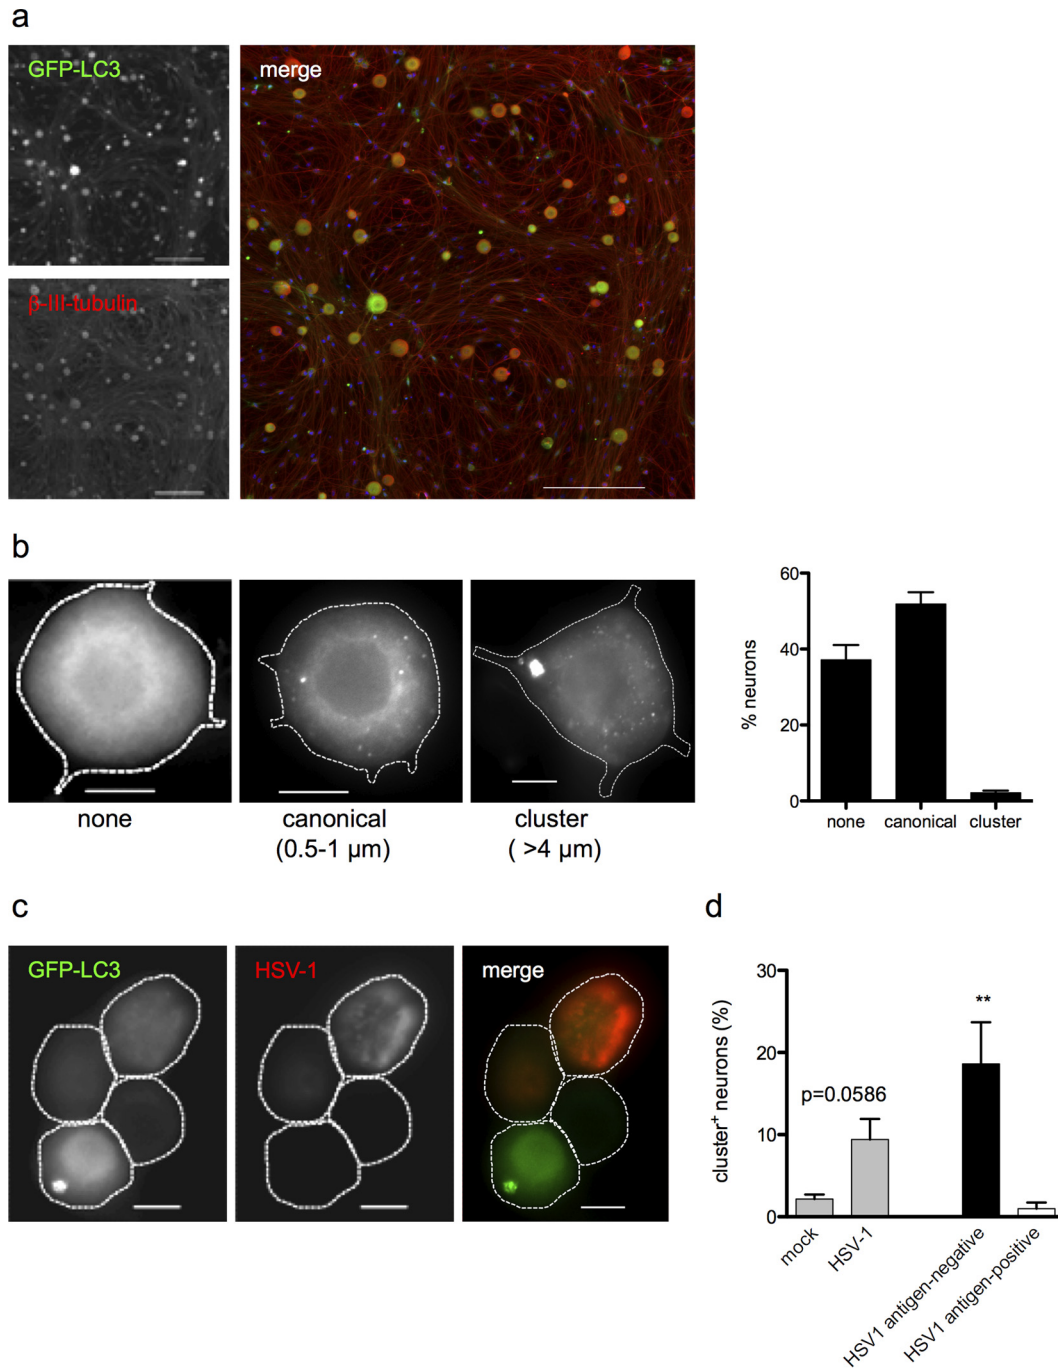 a
GFP-LC3
merge
β-III-tubulin
b
none
canonical
(0.5-1 µm)
cluster
( >4 µm)
% neurons
60
40
20
0
none
canonical
cluster
c
GFP-LC3
HSV-1
merge
d
cluster⁺ neurons (%)
30
20
10
0
p=0.0586
**
mock
HSV-1
HSV1 antigen-negative
HSV1 antigen-positive